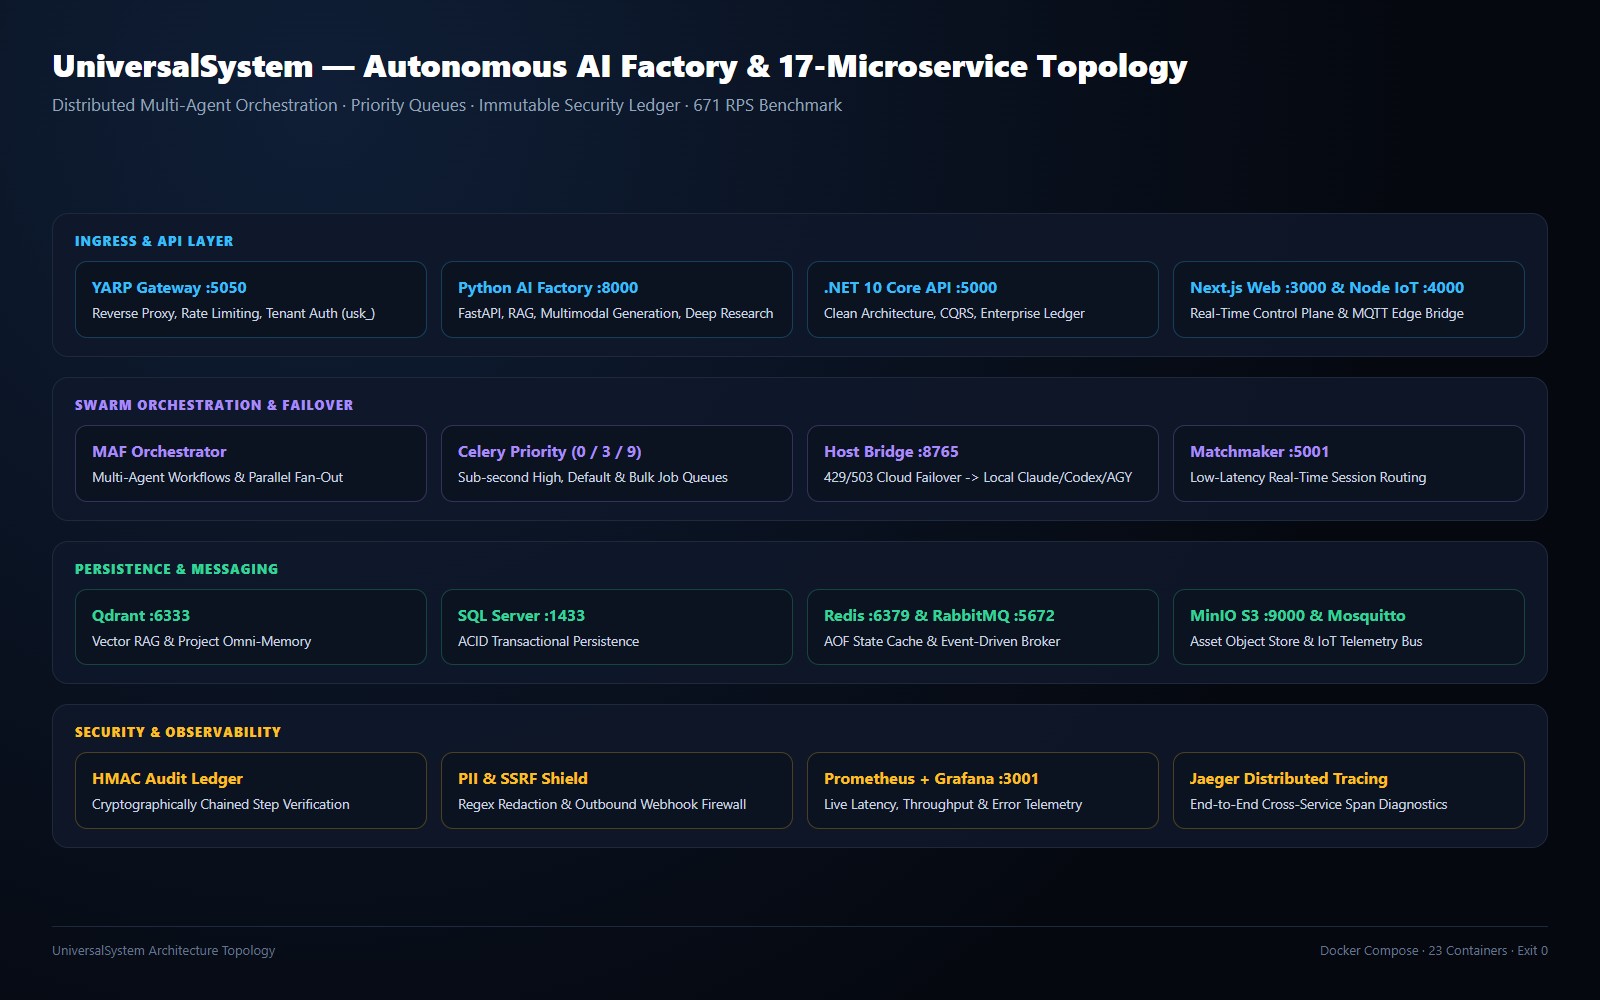 UniversalSystem — Autonomous AI Factory & 17-Microservice Topology
Distributed Multi-Agent Orchestration · Priority Queues · Immutable Security Ledger · 671 RPS Benchmark
INGRESS & API LAYER
YARP Gateway :5050
Reverse Proxy, Rate Limiting, Tenant Auth (usk_)
Python AI Factory :8000
FastAPI, RAG, Multimodal Generation, Deep Research
.NET 10 Core API :5000
Clean Architecture, CQRS, Enterprise Ledger
Next.js Web :3000 & Node IoT :4000
Real-Time Control Plane & MQTT Edge Bridge
SWARM ORCHESTRATION & FAILOVER
MAF Orchestrator
Multi-Agent Workflows & Parallel Fan-Out
Celery Priority (0 / 3 / 9)
Sub-second High, Default & Bulk Job Queues
Host Bridge :8765
429/503 Cloud Failover -> Local Claude/Codex/AGY
Matchmaker :5001
Low-Latency Real-Time Session Routing
PERSISTENCE & MESSAGING
Qdrant :6333
Vector RAG & Project Omni-Memory
SQL Server :1433
ACID Transactional Persistence
Redis :6379 & RabbitMQ :5672
AOF State Cache & Event-Driven Broker
MinIO S3 :9000 & Mosquitto
Asset Object Store & IoT Telemetry Bus
SECURITY & OBSERVABILITY
HMAC Audit Ledger
Cryptographically Chained Step Verification
PII & SSRF Shield
Regex Redaction & Outbound Webhook Firewall
Prometheus + Grafana :3001
Live Latency, Throughput & Error Telemetry
Jaeger Distributed Tracing
End-to-End Cross-Service Span Diagnostics
UniversalSystem Architecture Topology
Docker Compose · 23 Containers · Exit 0